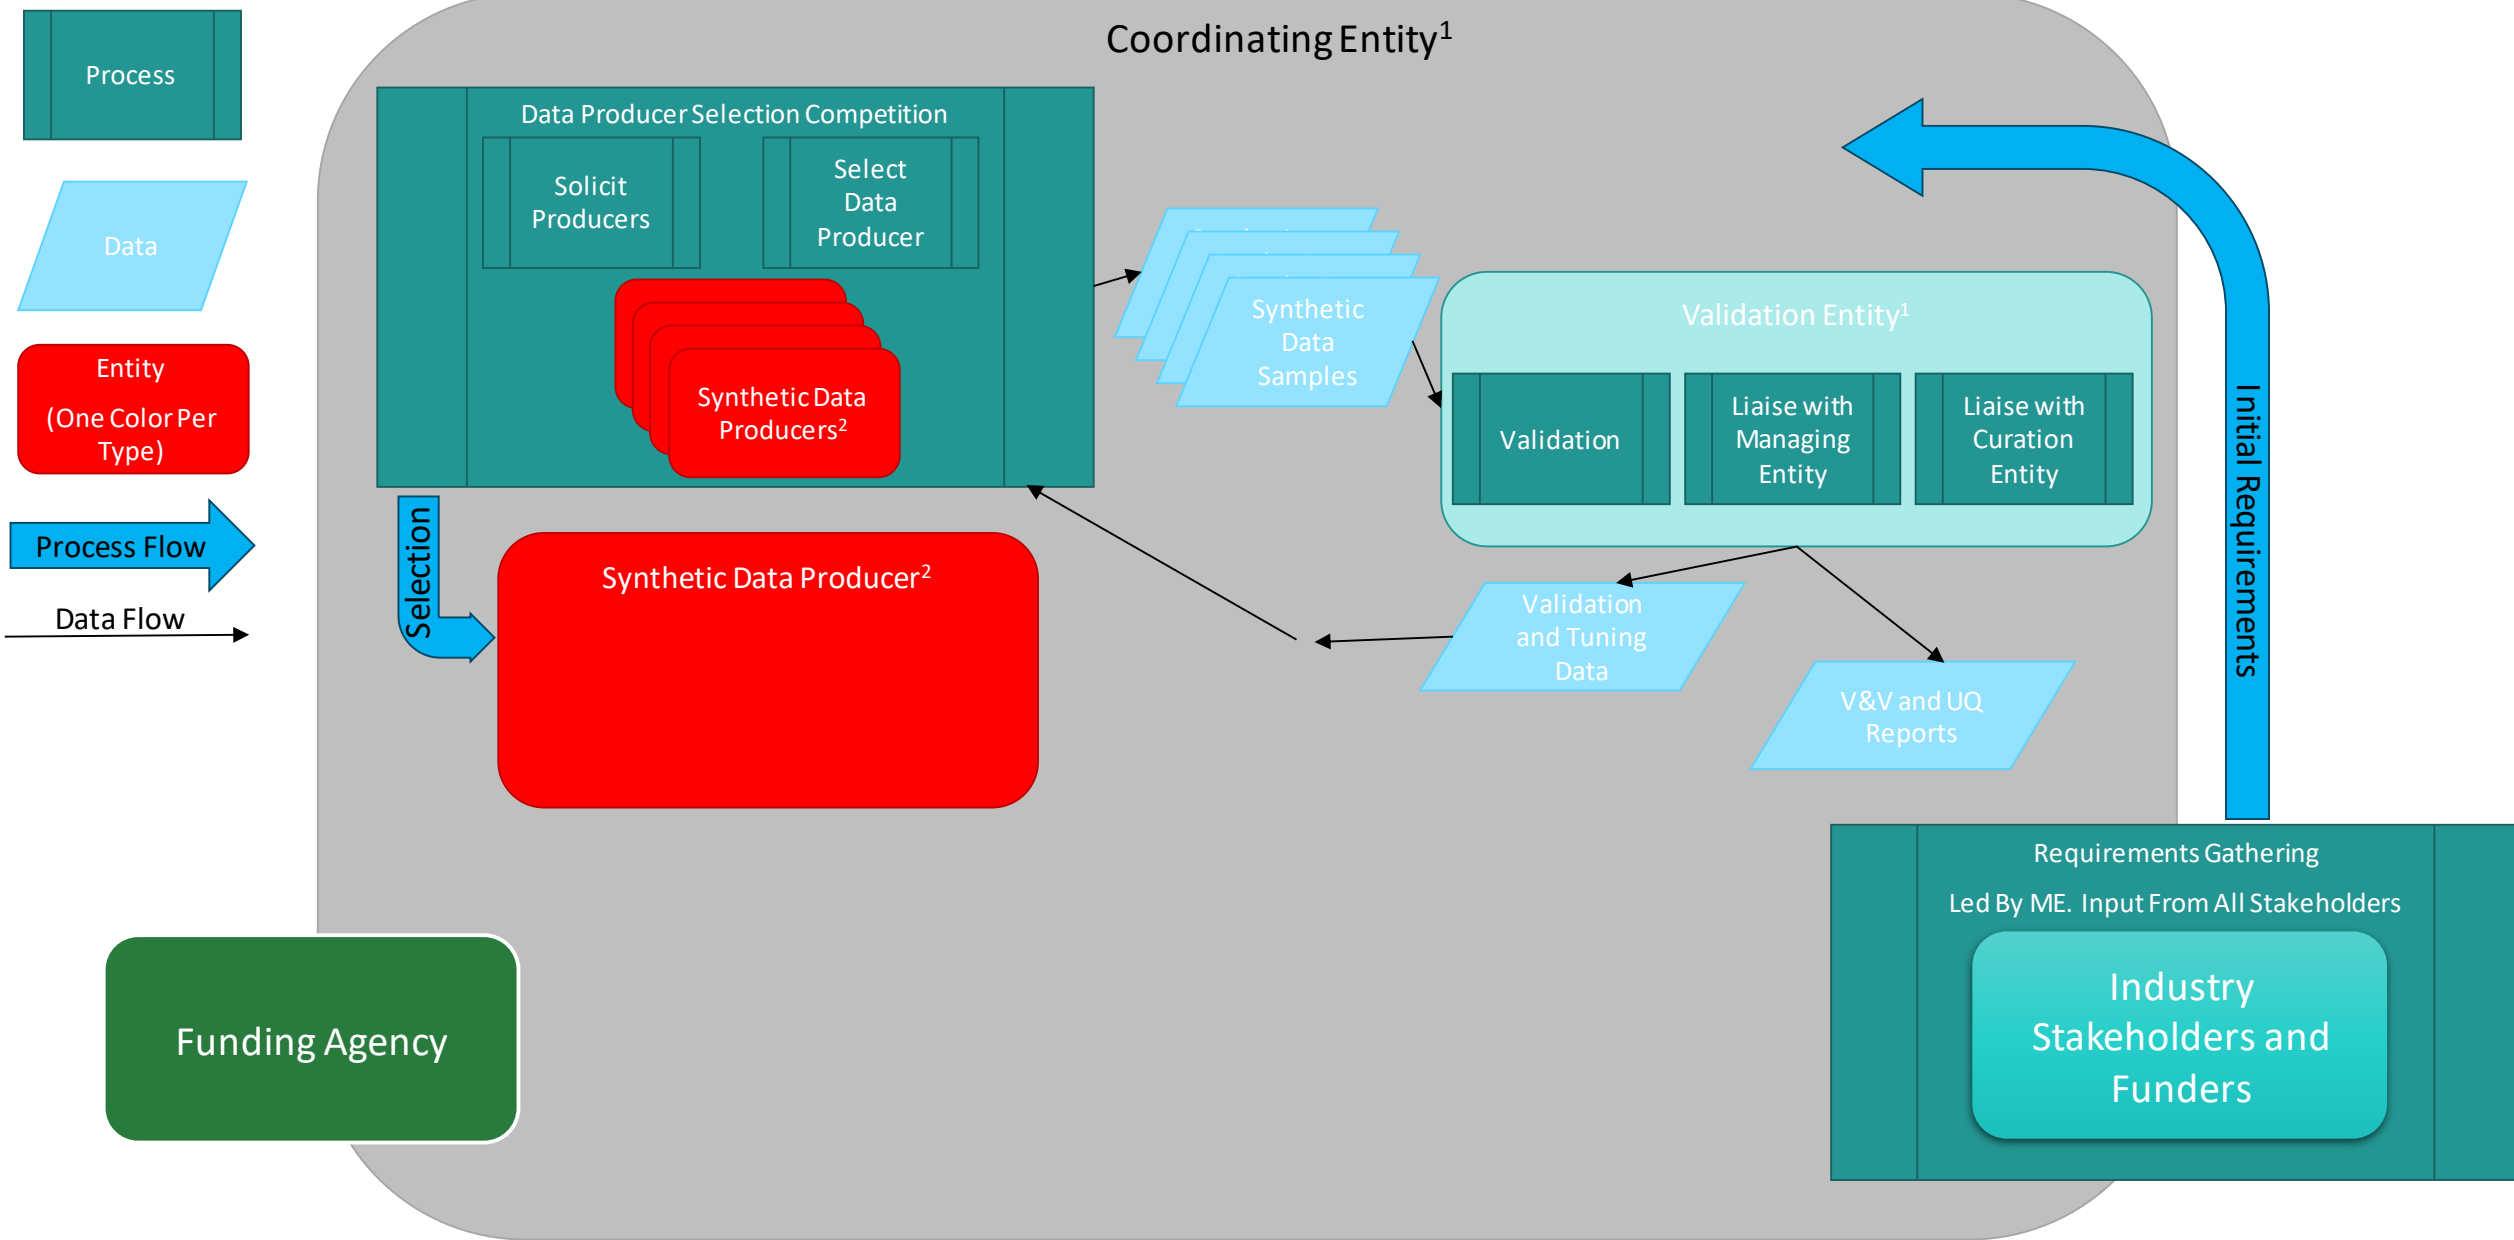 Coordinating Entity¹
Process
Data
Entity
(One Color Per
Type)
Process Flow
Data Flow
Data Producer Selection Competition
Solicit
Producers
Select
Data
Producer
Synthetic Data
Producers²
Synthetic
Data
Samples
Validation Entity¹
Validation
Liaise with
Managing
Entity
Liaise with
Curation
Entity
Initial Requirements
Selection
Synthetic Data Producer²
Validation
and Tuning
Data
V&V and UQ
Reports
Requirements Gathering
Led By ME. Input From All Stakeholders
Industry
Stakeholders and
Funders
Funding Agency